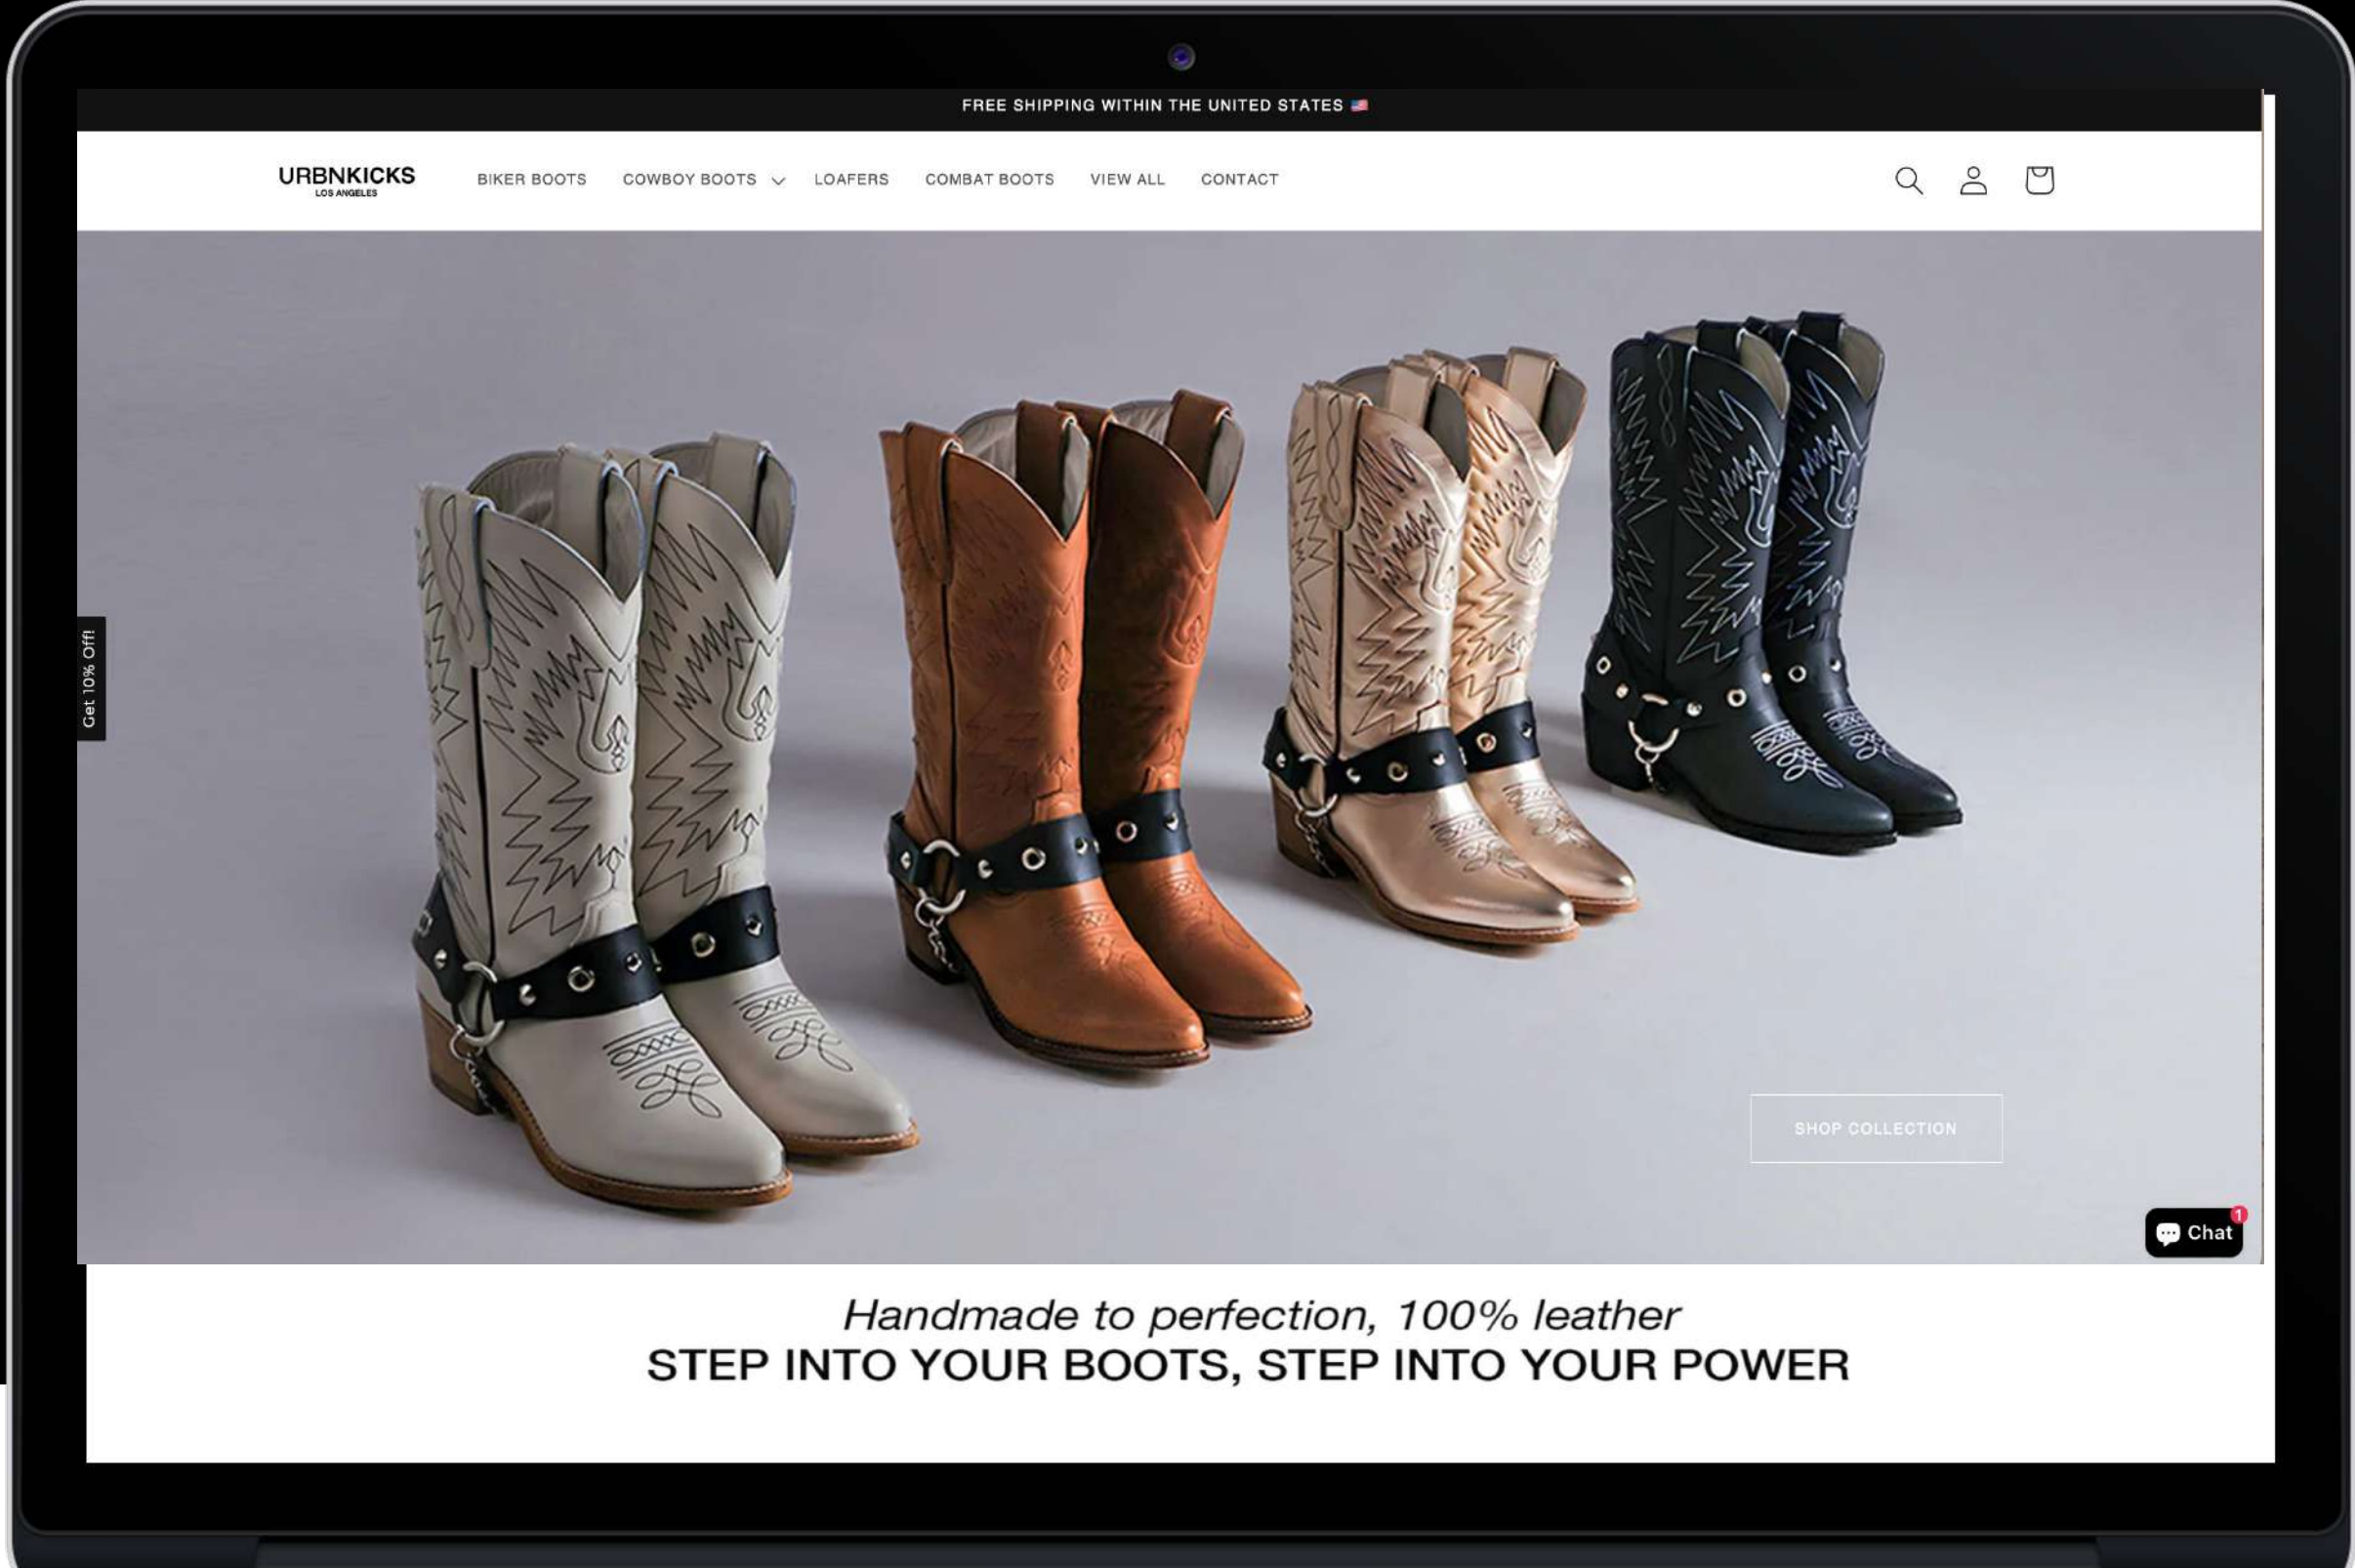 FREE SHIPPING WITHIN THE UNITED STATES 🇺🇸
URBNKICKS
LOS ANGELES
BIKER BOOTS COWBOY BOOTS LOAFERS COMBAT BOOTS VIEW ALL CONTACT
Get 10% Off!
SHOP COLLECTION
1
Chat
Handmade to perfection, 100% leather
STEP INTO YOUR BOOTS, STEP INTO YOUR POWER